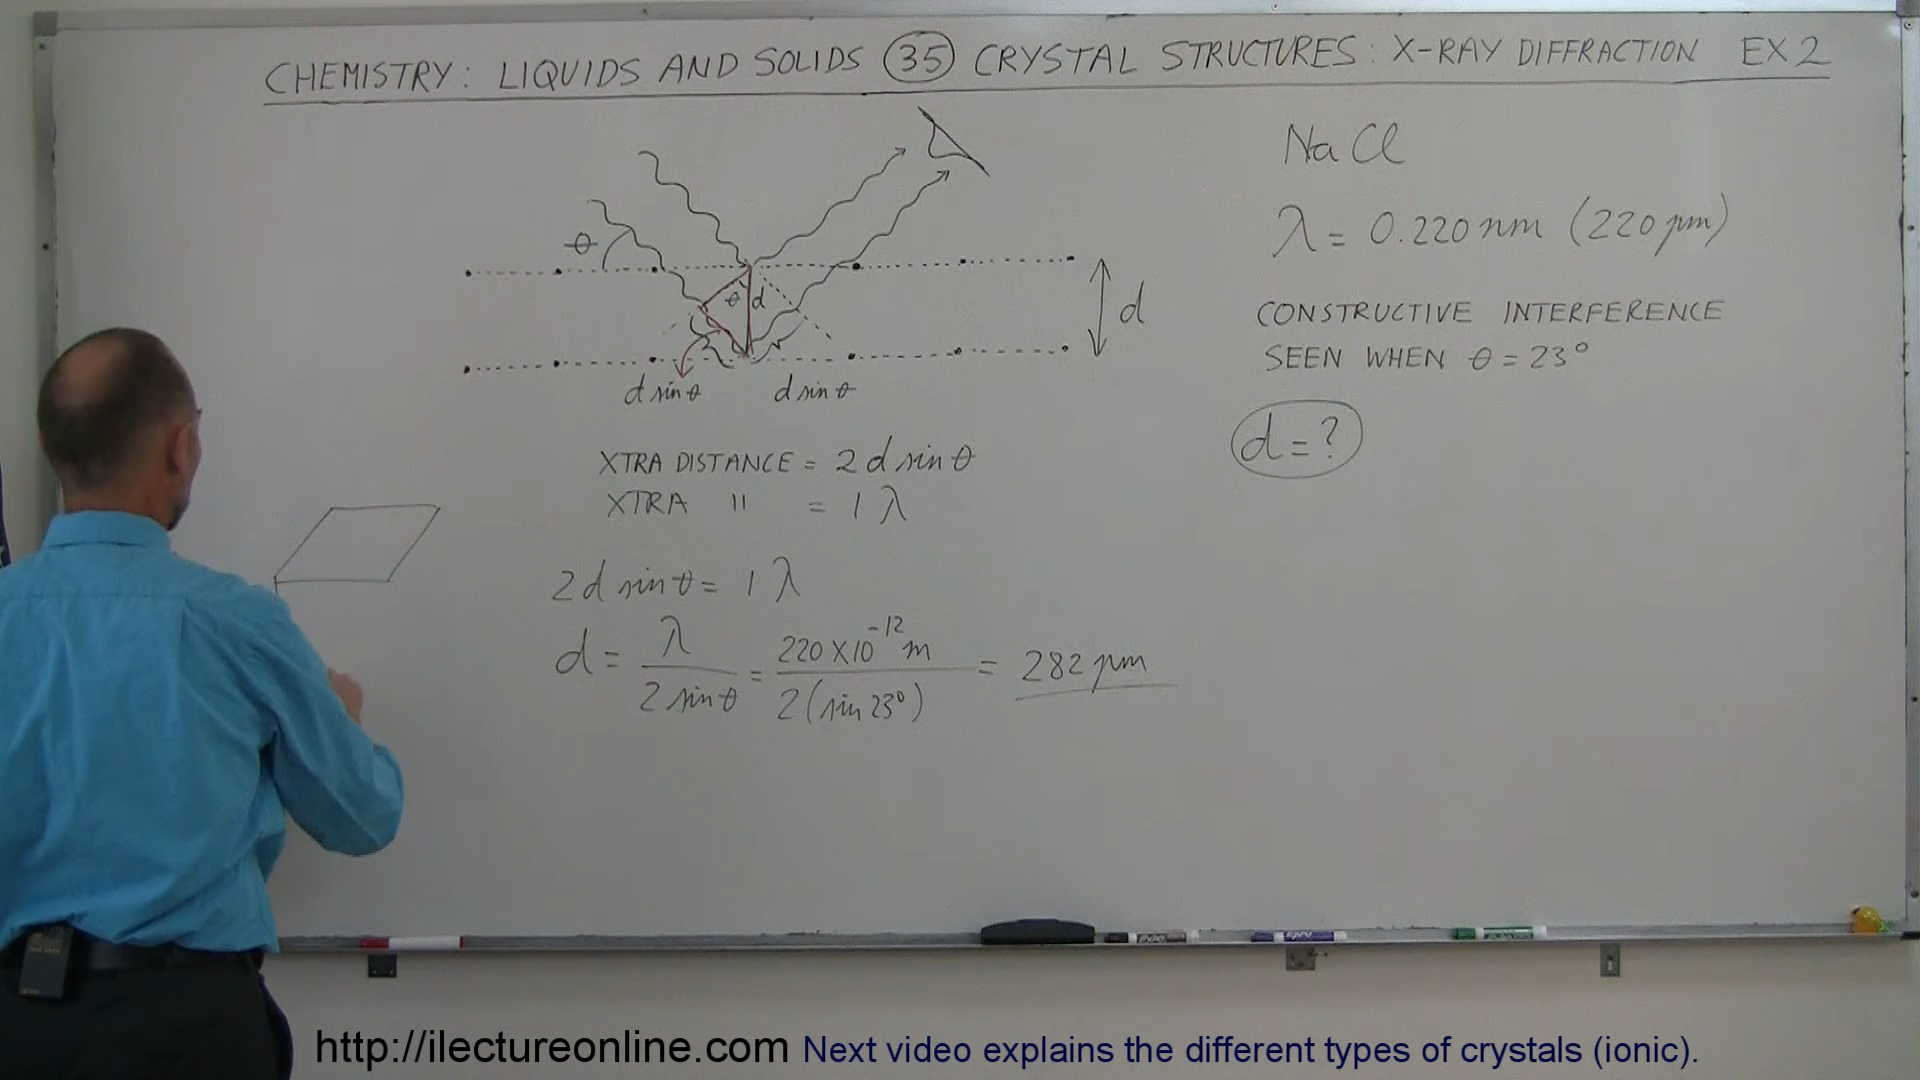 CHEMISTRY: LIQUIDS AND SOLIDS 35 CRYSTAL STRUCTURES: X-RAY DIFFRACTION EX 2
NaCl
λ = 0.220 nm (220 pm)
CONSTRUCTIVE INTERFERENCE
SEEN WHEN θ = 23°
d = ?
θ
θ d
d
d sin θ d sin θ
XTRA DISTANCE = 2 d sin θ
XTRA " = 1 λ
2d sin θ = 1 λ
d = λ / 2 sin θ = 220 X 10^-12 m / 2 (sin 23°) = 282 pm
http://ilectureonline.com Next video explains the different types of crystals (ionic).